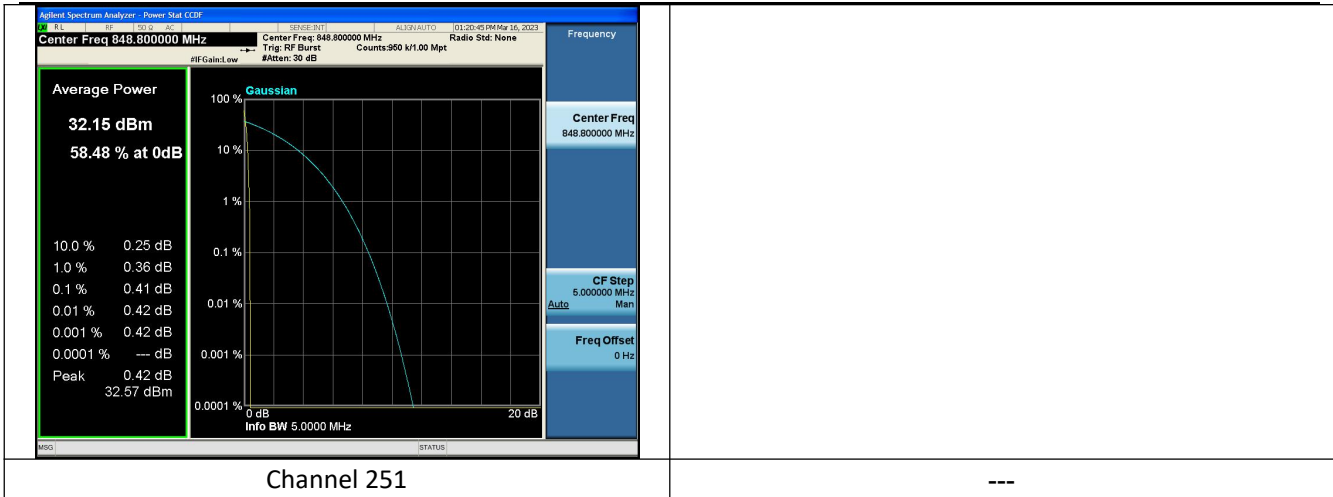 Agilent Spectrum Analyzer - Power Stat CCDF
RL RF 50 Ω AC SENSE:INT ALIGN AUTO 01:20:45 PM Mar 16, 2023
Center Freq 848.800000 MHz
Center Freq: 848.800000 MHz Radio Std: None
Trig: RF Burst Counts:950 k/1.00 Mpt
#IFGain:Low #Atten: 30 dB
Frequency
Average Power
32.15 dBm
58.48 % at 0dB
10.0 % 0.25 dB
1.0 % 0.36 dB
0.1 % 0.41 dB
0.01 % 0.42 dB
0.001 % 0.42 dB
0.0001 % --- dB
Peak 0.42 dB
32.57 dBm
Gaussian
100 %
10 %
1 %
0.1 %
0.01 %
0.001 %
0.0001 %
0 dB 20 dB
Info BW 5.0000 MHz
Center Freq
848.800000 MHz
CF Step
5.000000 MHz
Auto Man
Freq Offset
0 Hz
MSG STATUS
Channel 251 ---